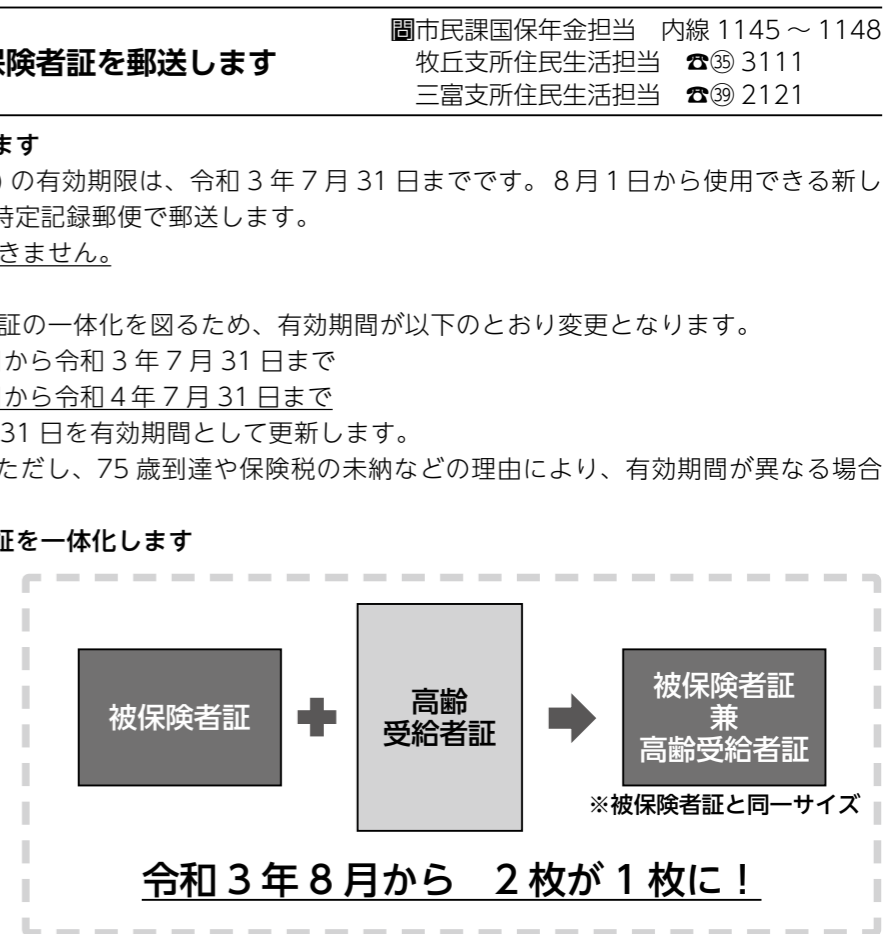 保険者証を郵送します
問市民課国保年金担当 内線 1145 ~ 1148
牧丘支所住民生活担当 ☎㉟ 3111
三富支所住民生活担当 ☎㊴ 2121
ます
の有効期限は、令和 3 年 7 月 31 日までです。8 月 1 日から使用できる新し
特定記録郵便で郵送します。
きません。
証の一体化を図るため、有効期間が以下のとおり変更となります。
から令和 3 年 7 月 31 日まで
から令和 4 年 7 月 31 日まで
31 日を有効期間として更新します。
ただし、75 歳到達や保険税の未納などの理由により、有効期間が異なる場合
証を一体化します
被保険者証
高齢
受給者証
被保険者証
兼
高齢受給者証
※被保険者証と同一サイズ
令和 3 年 8 月から 2 枚が 1 枚に!